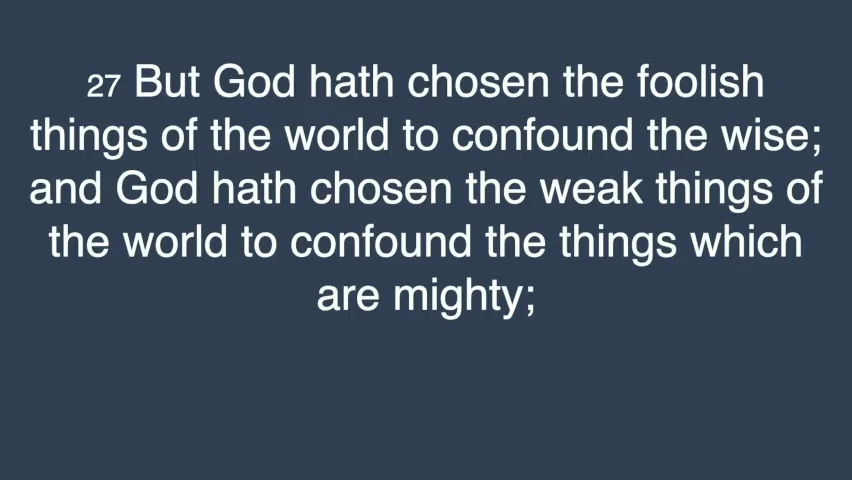 27 But God hath chosen the foolish
things of the world to confound the wise;
and God hath chosen the weak things of
the world to confound the things which
are mighty;